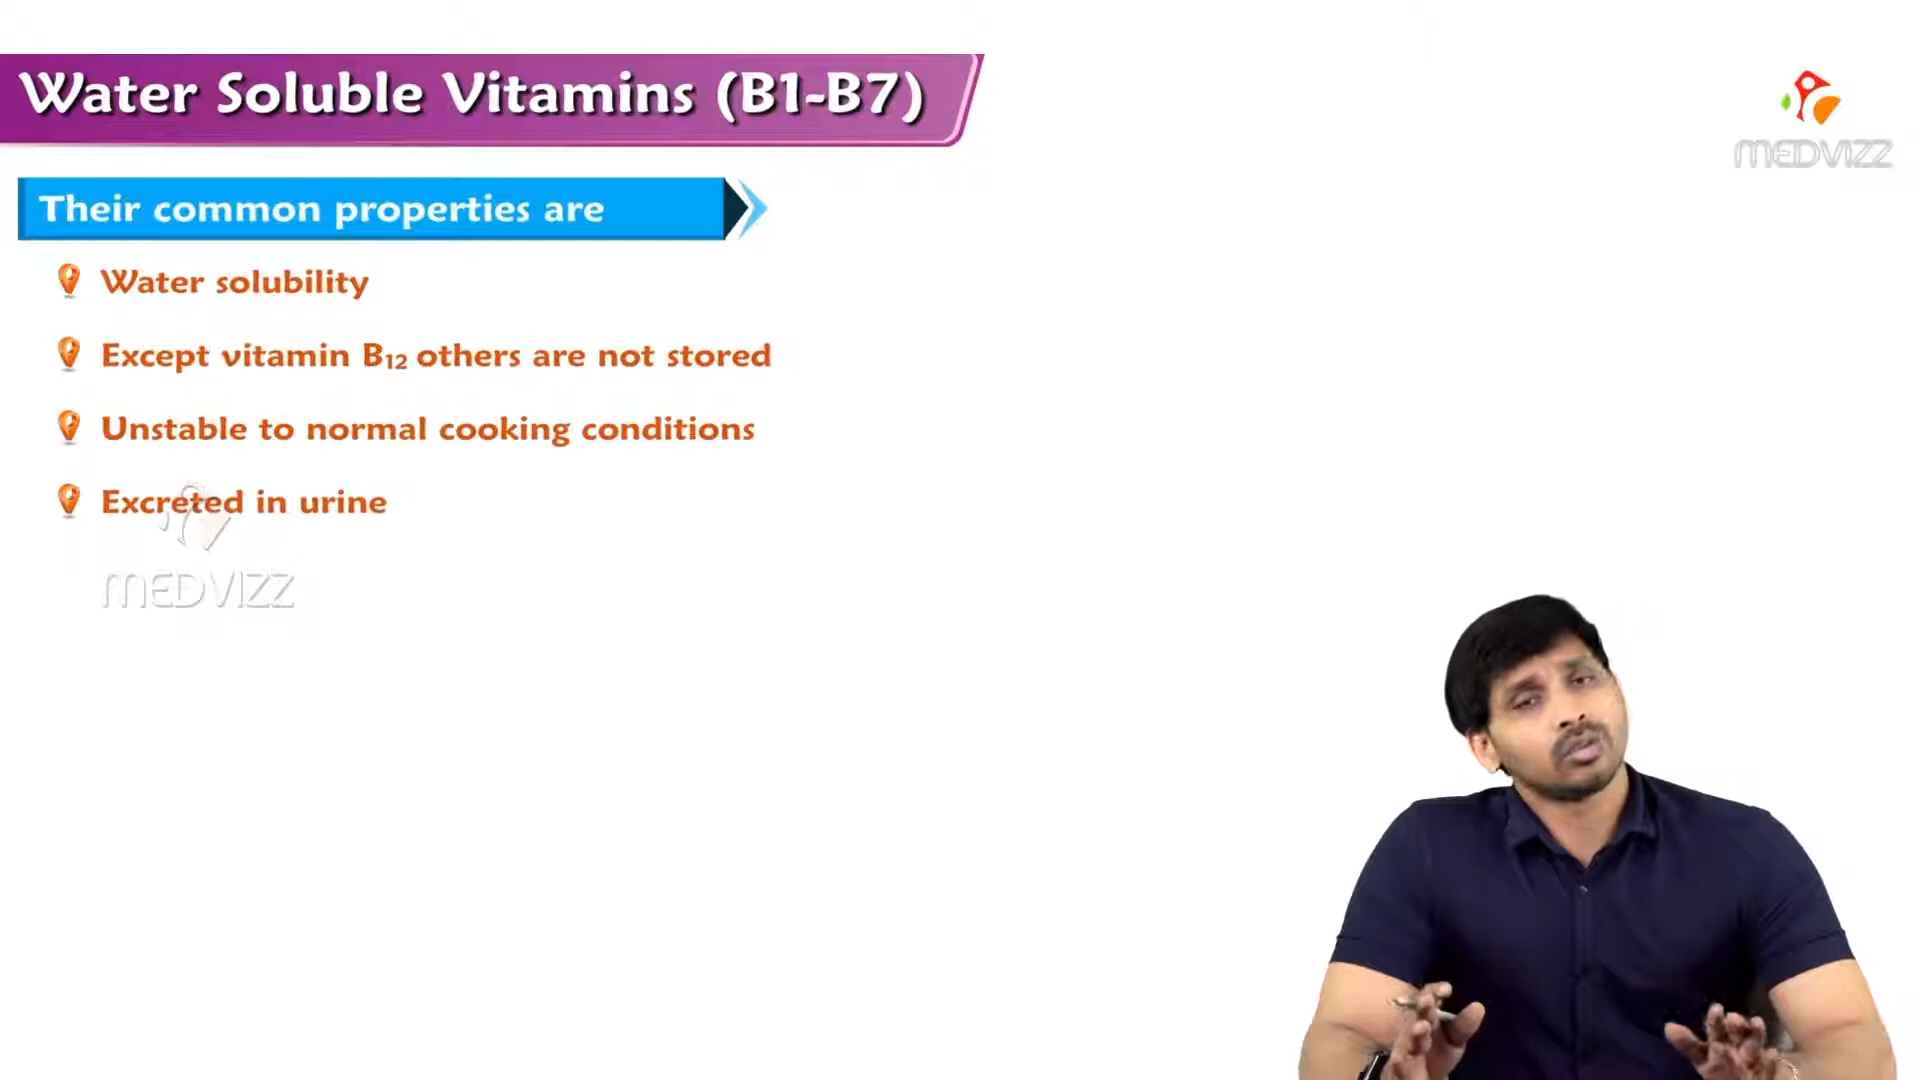 Water Soluble Vitamins (B1-B7)
MEDVIZZ
Their common properties are
Water solubility
Except vitamin B₁₂ others are not stored
Unstable to normal cooking conditions
Excreted in urine
MEDVIZZ